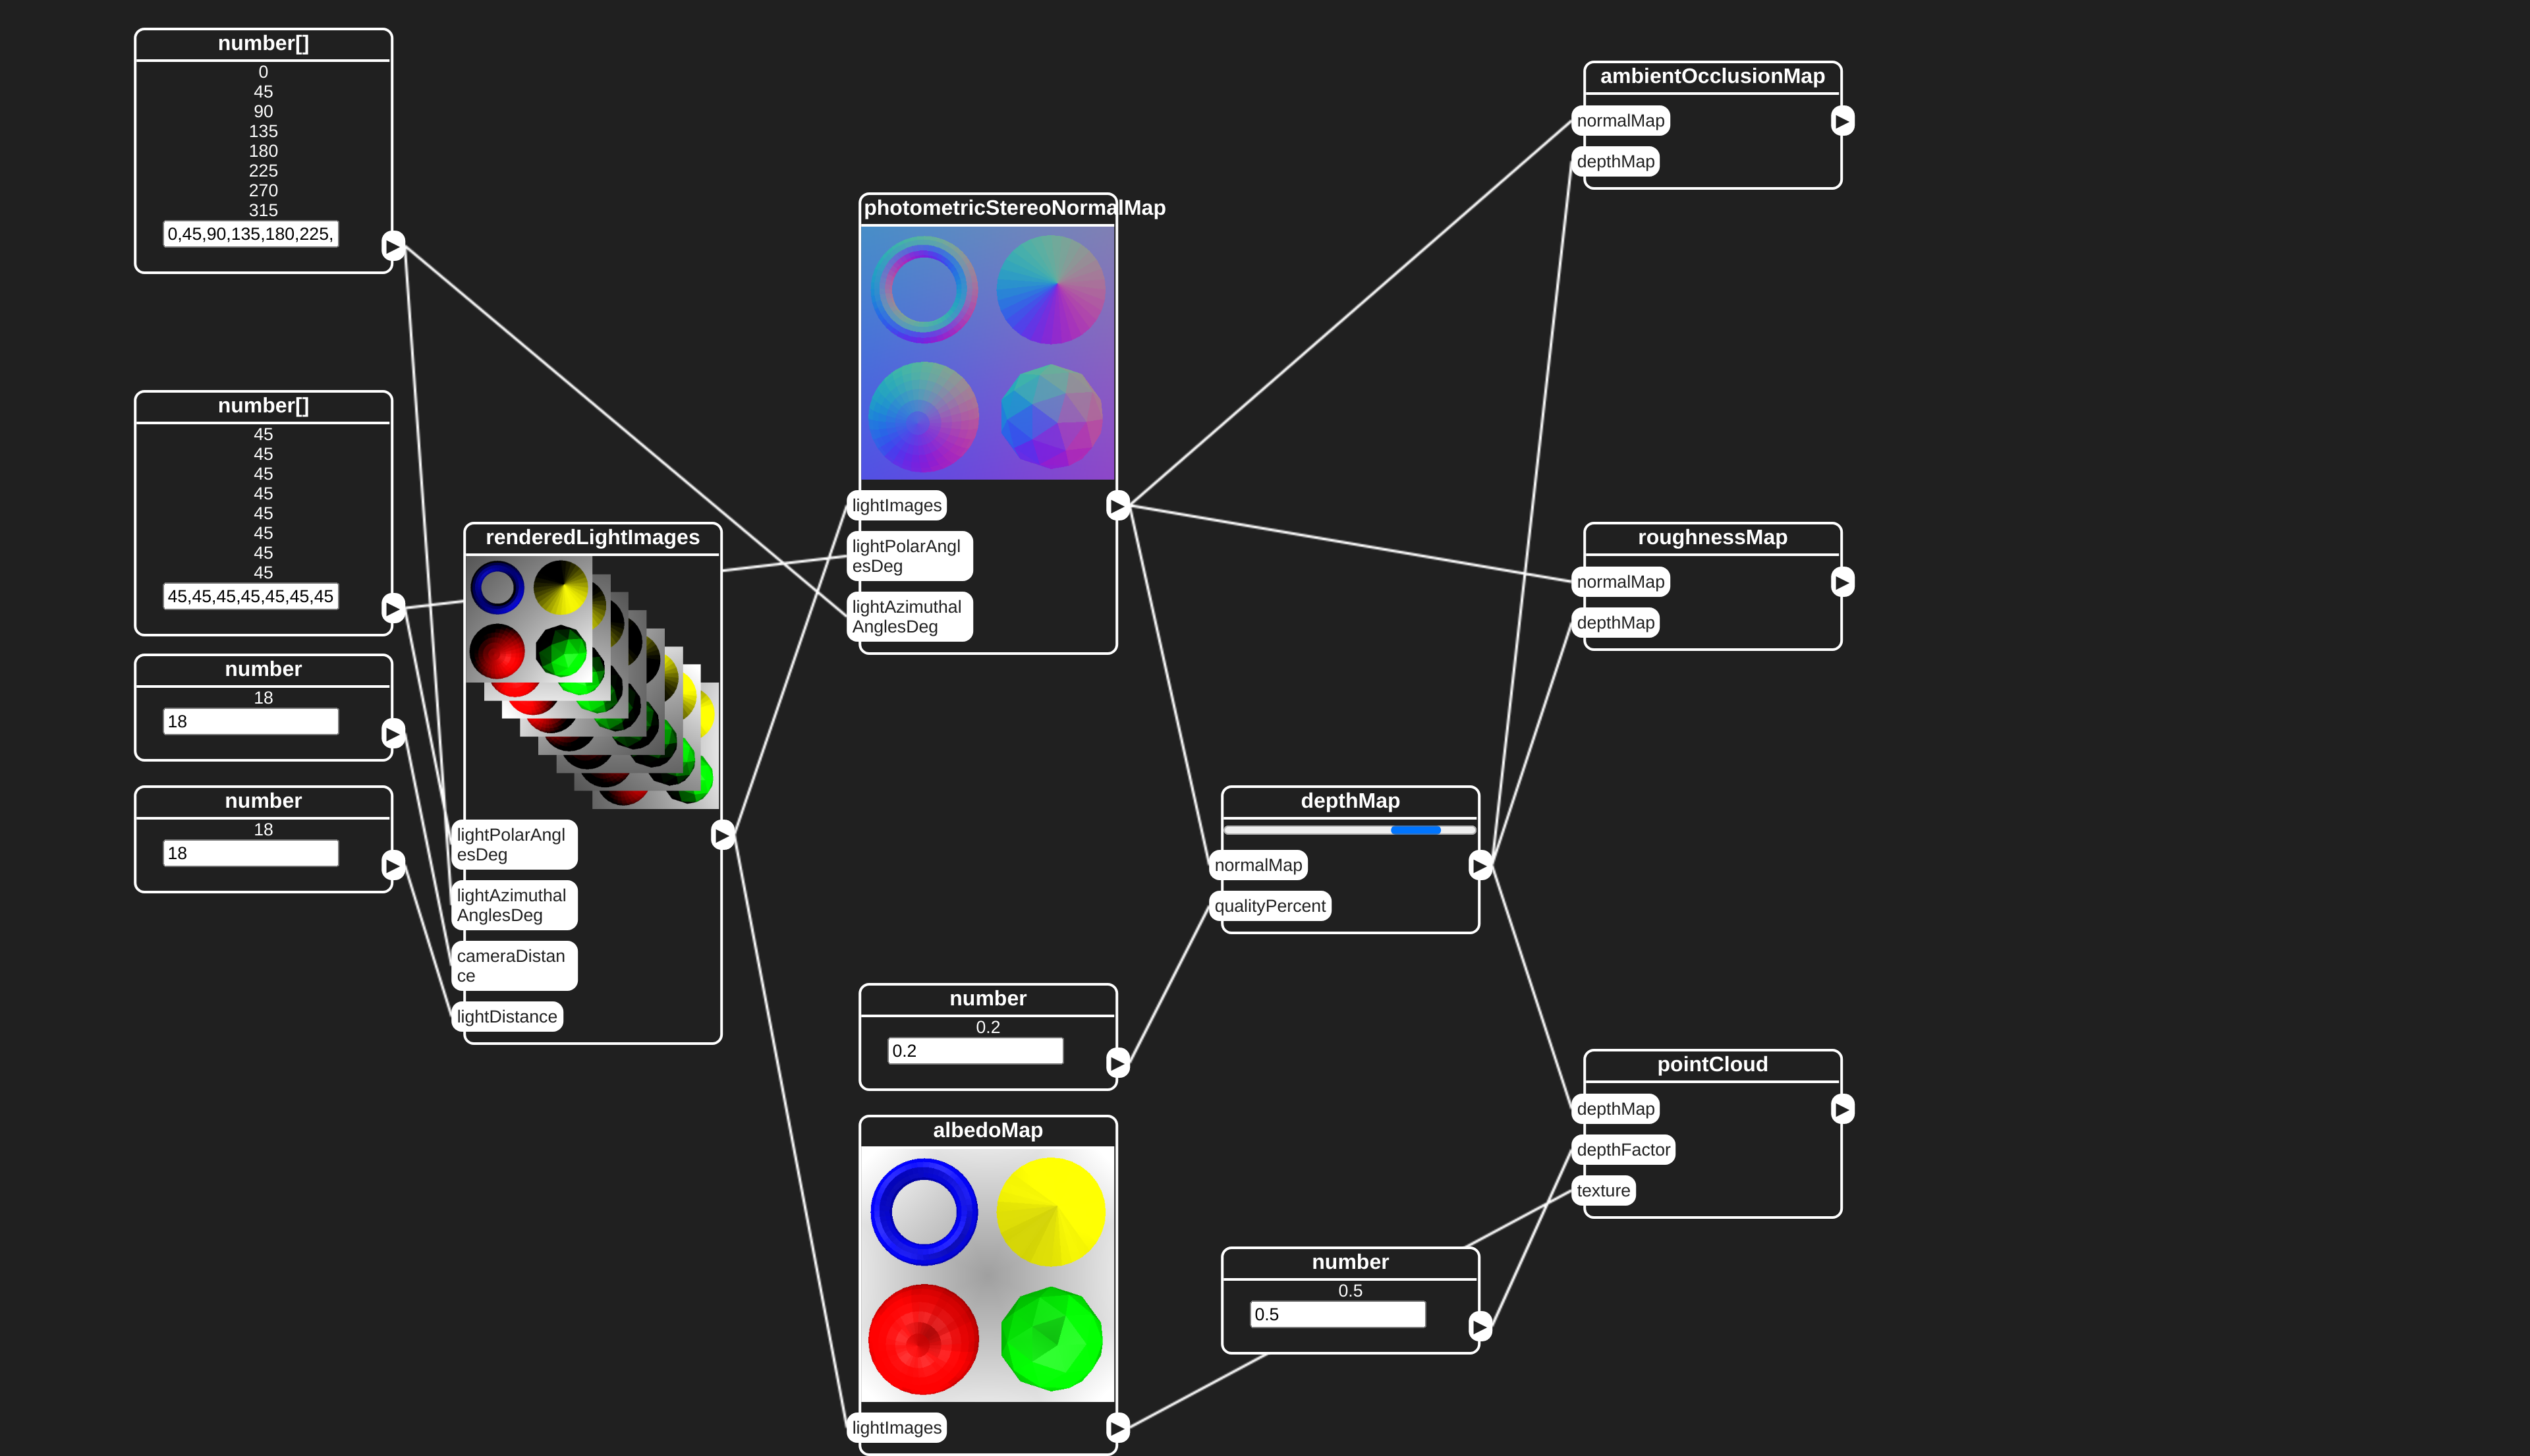 number[]
0
45
90
135
180
225
270
315
0,45,90,135,180,225,
number[]
45
45
45
45
45
45
45
45
45,45,45,45,45,45,45
number
18
18
number
18
18
renderedLightImages
lightPolarAngl
esDeg
lightAzimuthal
AnglesDeg
cameraDistan
ce
lightDistance
photometricStereoNormalMap
lightImages
lightPolarAngl
esDeg
lightAzimuthal
AnglesDeg
number
0.2
0.2
albedoMap
lightImages
depthMap
normalMap
qualityPercent
number
0.5
0.5
ambientOcclusionMap
normalMap
depthMap
roughnessMap
normalMap
depthMap
pointCloud
depthMap
depthFactor
texture